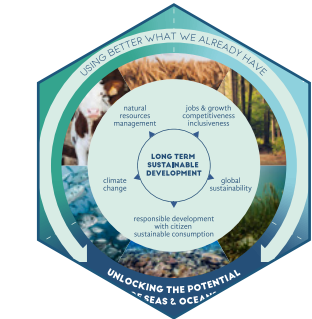 USING BETTER WHAT WE ALREADY HAVE
natural
resources
management
jobs & growth
competitiveness
inclusiveness
LONG TERM
SUSTAINABLE
DEVELOPMENT
climate
change
global
sustainability
responsible development
with citizen
sustainable consumption
UNLOCKING THE POTENTIAL
OF SEAS & OCEANS